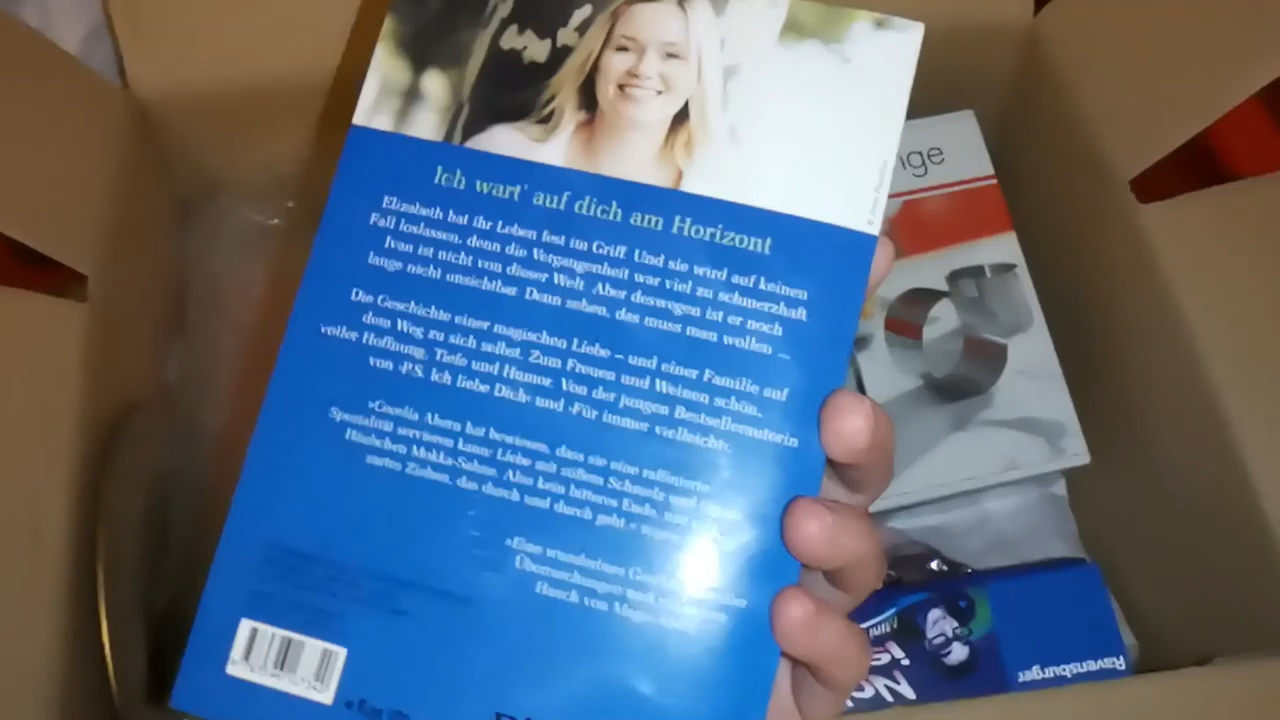 Ich wart' auf dich am Horizont
Elizabeth hat ihr Leben fest im Griff. Und sie wird auf keinen
Fall loslassen, denn die Vergangenheit war viel zu schmerzhaft
Ivan ist nicht von dieser Welt. Aber deswegen ist er noch
lange nicht unsichtbar. Denn sehen, das muss man wollen –
Die Geschichte einer magischen Liebe – und einer Familie auf
dem Weg zu sich selbst. Zum Freuen und Weinen schön,
voller Hoffnung, Tiefe und Humor. Von der jungen Bestsellerautorin
von ›P.S. Ich liebe Dich‹ und ›Für immer vielleicht‹.
»Cecelia Ahern hat bewiesen, dass sie eine raffinierte
Spezialität servieren kann: Liebe mit süßem Schmelz und
Häubchen Mokka-Sahne. Also kein bitteres Ende, nur
zartes Ziehen, das durch und durch geht.«
»Eine wunderbare
Überraschungen und
Hauch von
nge
Mini
No
is
Ravensburger